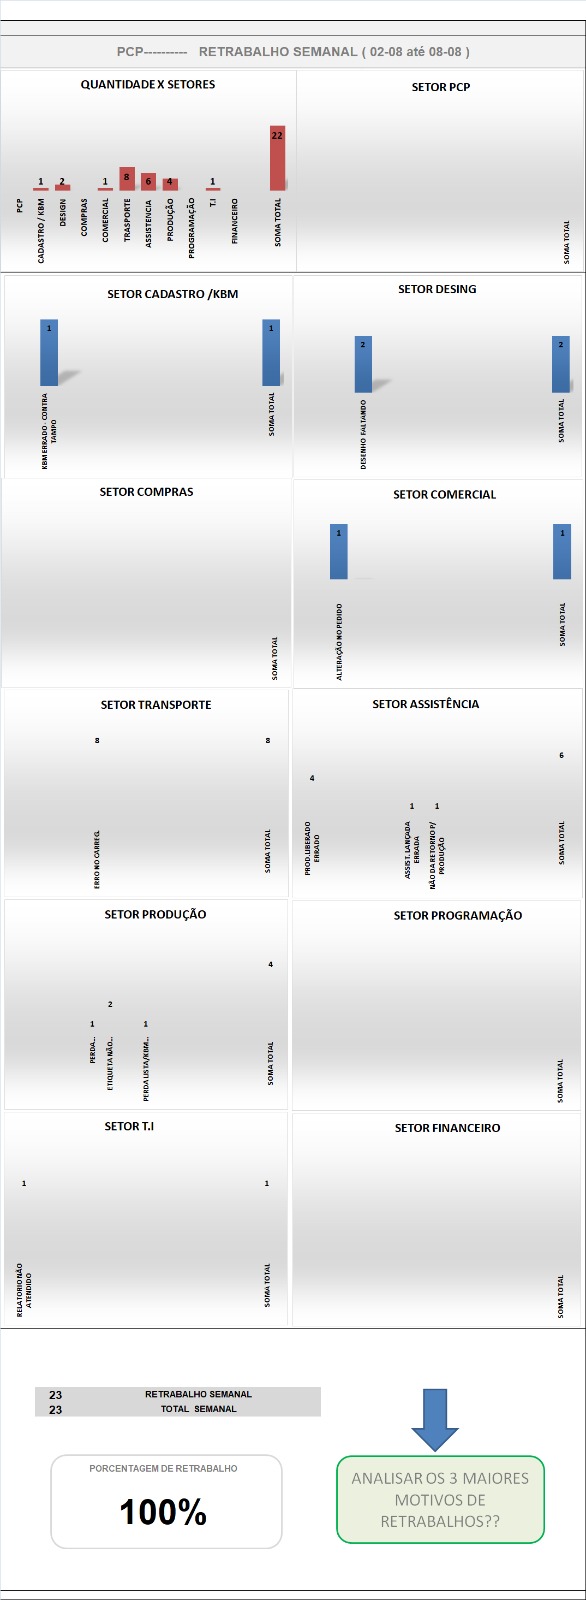 PCP---------- RETRABALHO SEMANAL ( 02-08 até 08-08 )
QUANTIDADE X SETORES
1
2
1
8
6
4
1
22
PCP
CADASTRO / KBM
DESIGN
COMPRAS
COMERCIAL
TRASPORTE
ASSISTENCIA
PRODUÇÃO
PROGRAMAÇÃO
T.I
FINANCEIRO
SOMA TOTAL
SETOR PCP
SOMA TOTAL
SETOR CADASTRO /KBM
1
1
KBM ERRADO - CONTRA
TAMPO
SOMA TOTAL
SETOR DESING
2
2
DESENHO FALTANDO
SOMA TOTAL
SETOR COMPRAS
SOMA TOTAL
SETOR COMERCIAL
1
1
ALTERAÇÃO NO PEDIDO
SOMA TOTAL
SETOR TRANSPORTE
8
8
ERRO NO CARREG.
SOMA TOTAL
SETOR ASSISTÊNCIA
4
1
1
6
PROD.LIBERADO
ERRADO
ASSIST. LANÇADA
ERRADA
NÃO DA RETORNO P/
PRODUÇÃO
SOMA TOTAL
SETOR PRODUÇÃO
1
2
1
4
PERDA...
ETIQUETA NÃO...
PERDA LISTA/KBM...
SOMA TOTAL
SETOR PROGRAMAÇÃO
SOMA TOTAL
SETOR T.I
1
1
RELATORIO NÃO
ATENDIDO
SOMA TOTAL
SETOR FINANCEIRO
SOMA TOTAL
23 RETRABALHO SEMANAL
23 TOTAL SEMANAL
PORCENTAGEM DE RETRABALHO
100%
ANALISAR OS 3 MAIORES
MOTIVOS DE
RETRABALHOS??